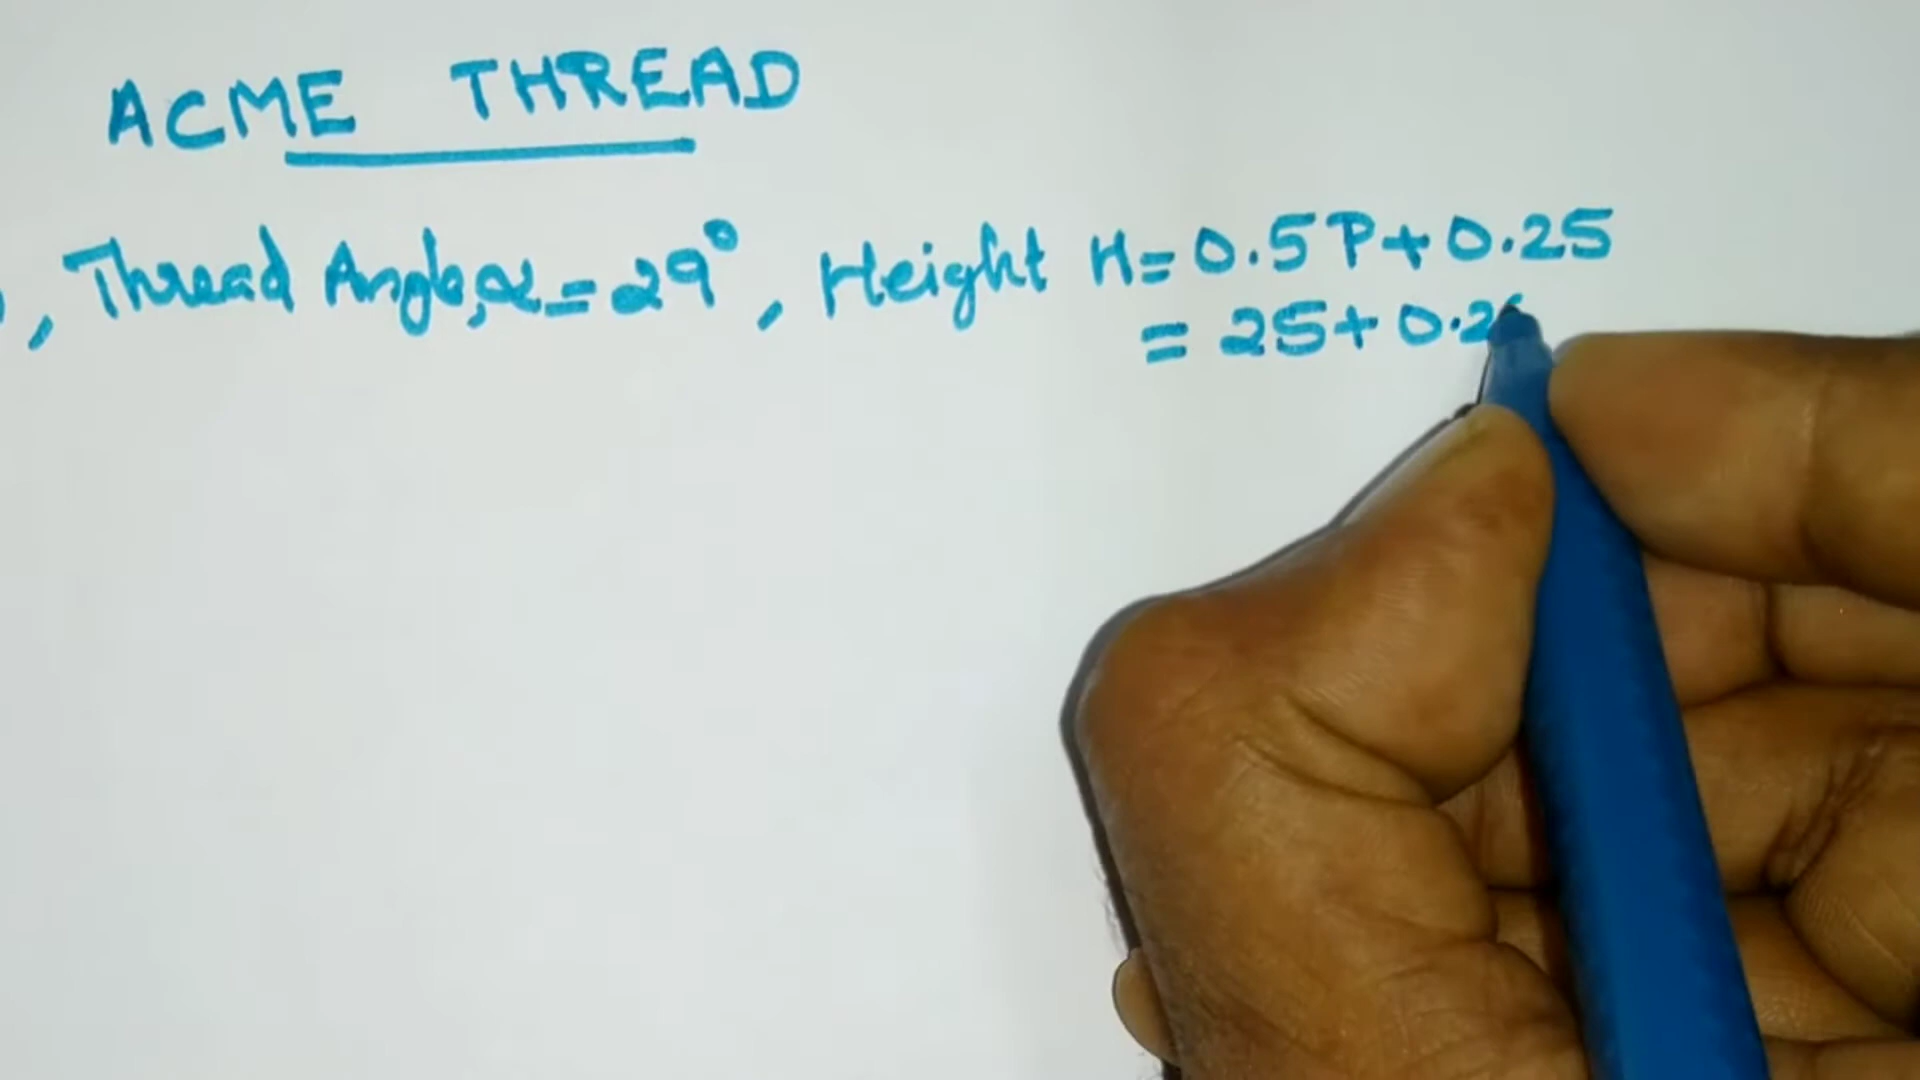 ACME THREAD
, Thread Angle, α = 29°, Height H = 0.5P + 0.25
= 25 + 0.2